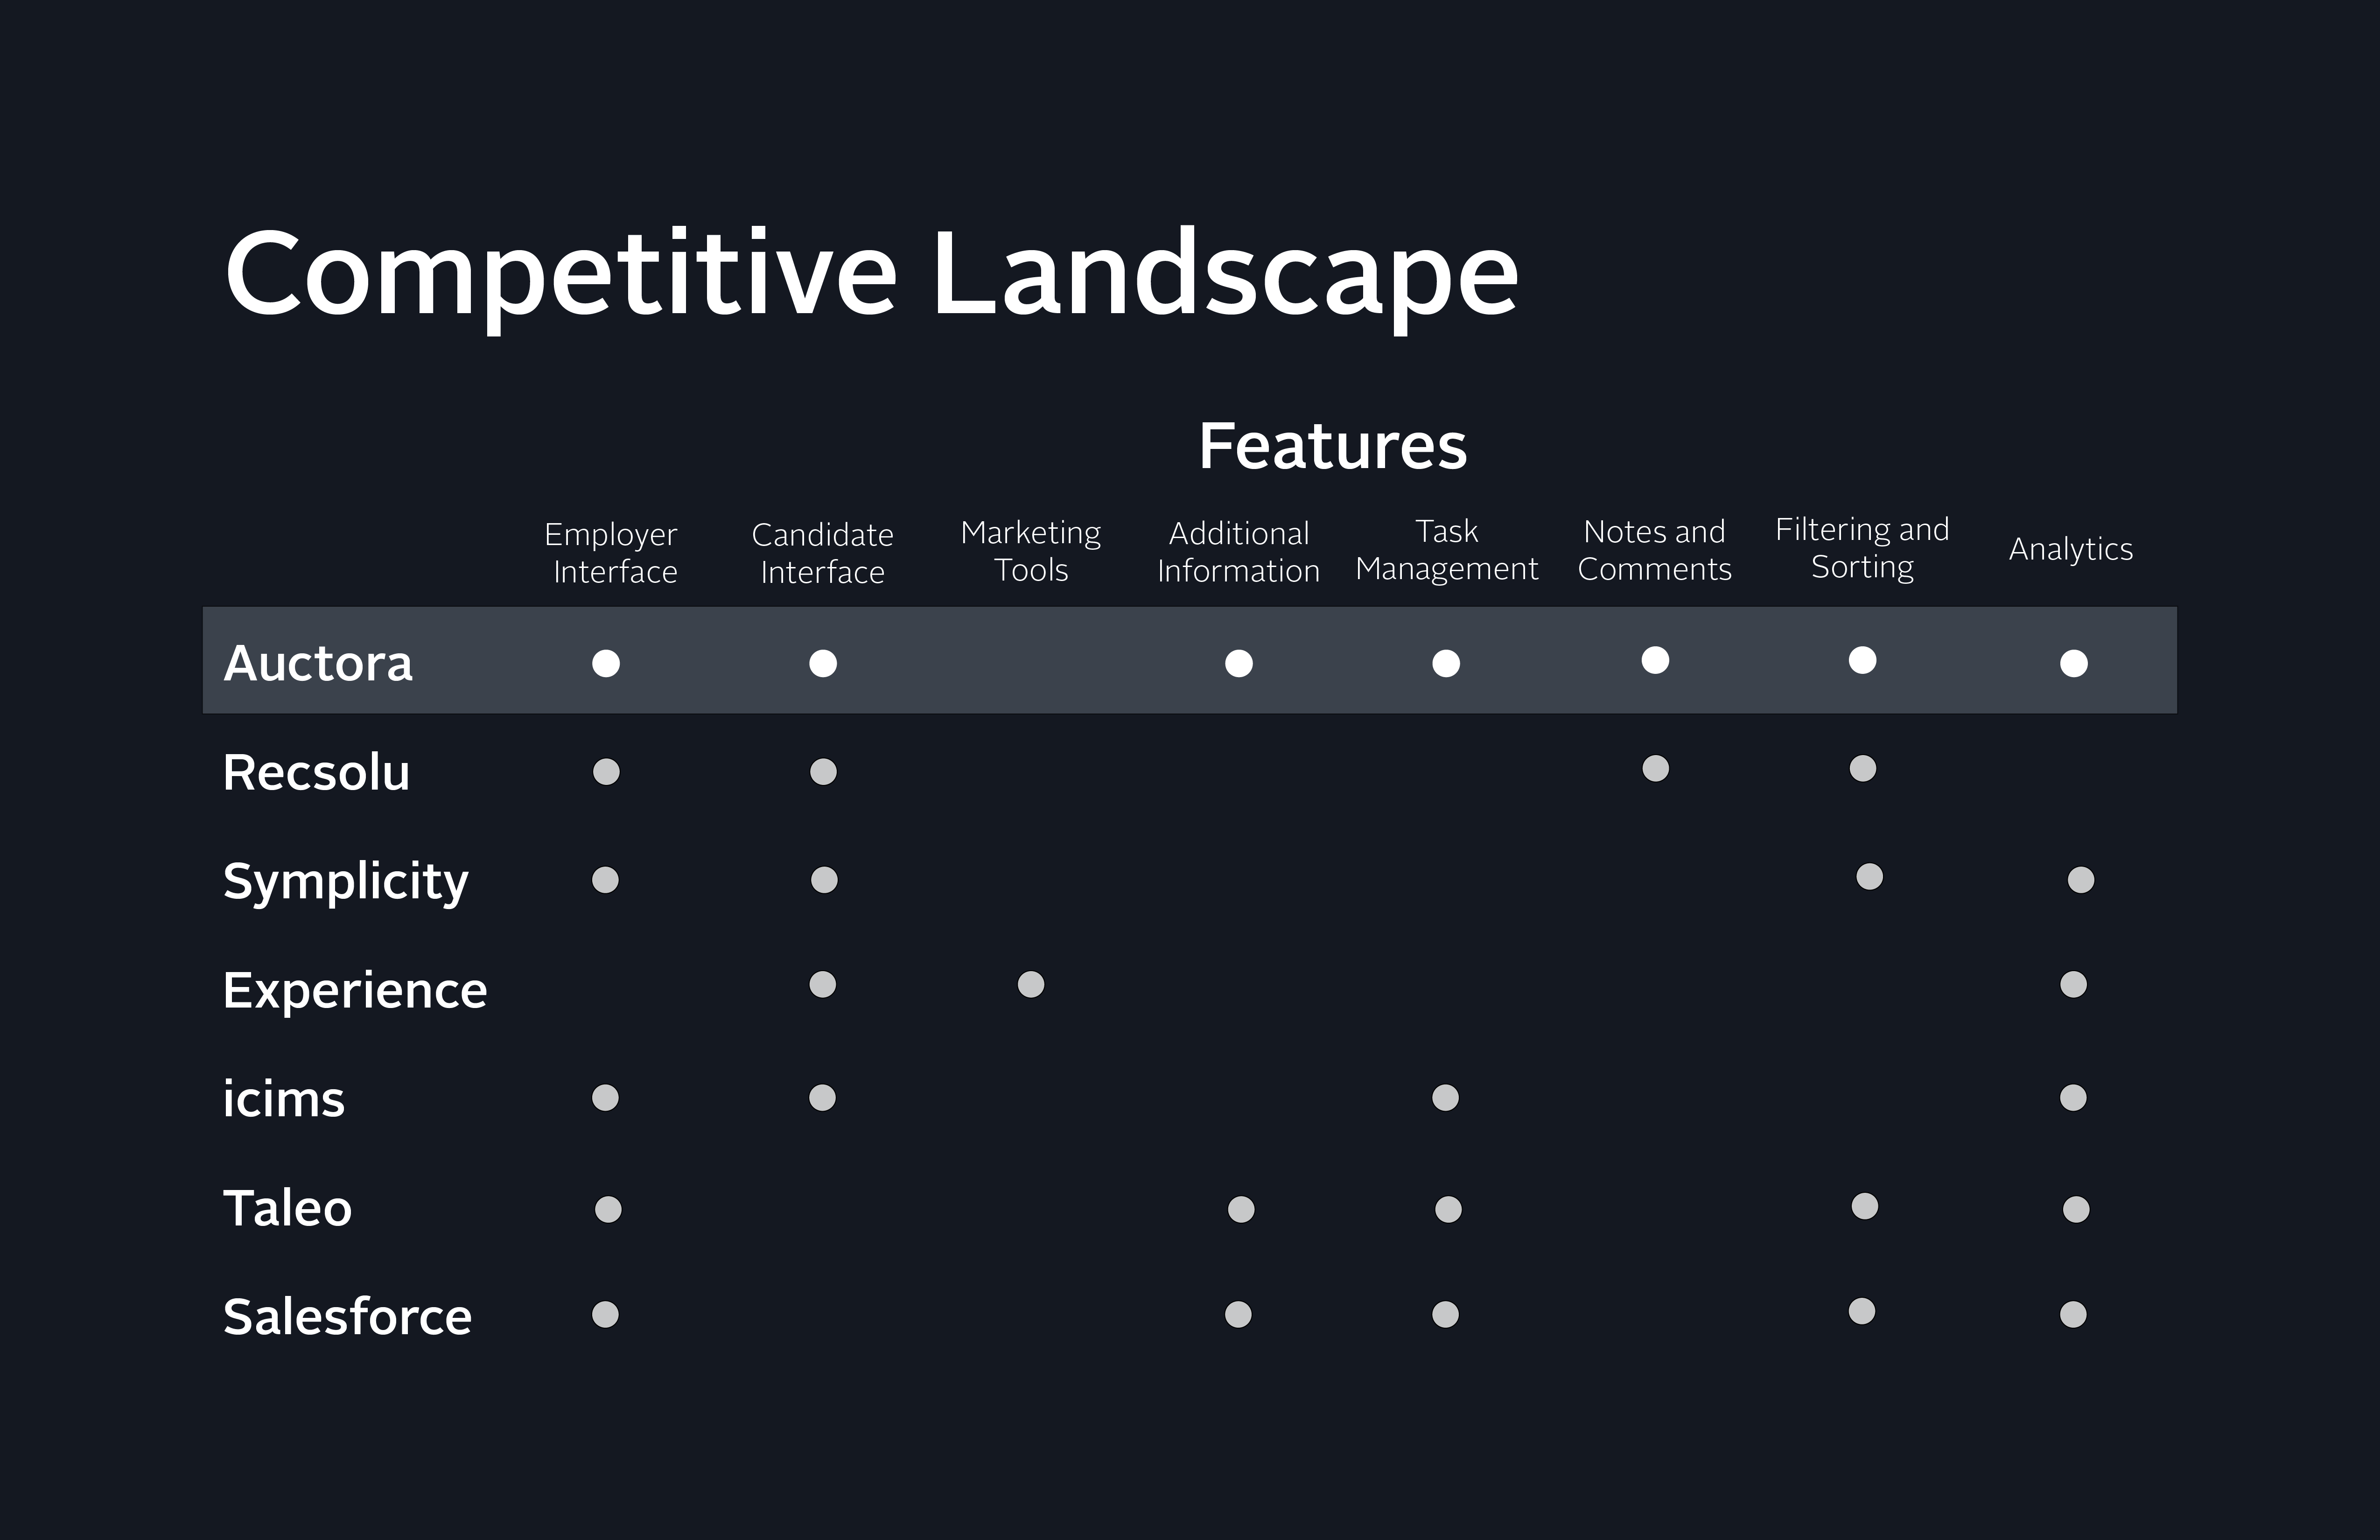 Competitive Landscape
Features
Employer
Interface
Candidate
Interface
Marketing
Tools
Additional
Information
Task
Management
Notes and
Comments
Filtering and
Sorting
Analytics
Auctora
Recsolu
Symplicity
Experience
icims
Taleo
Salesforce